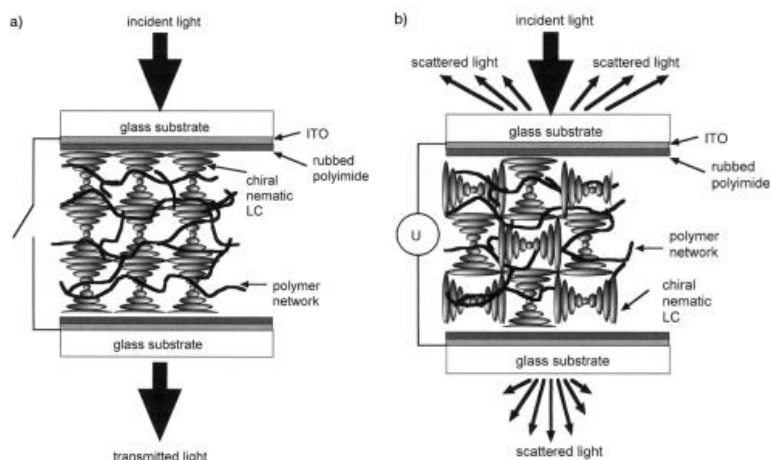 a)
incident light
glass substrate
ITO
rubbed
polyimide
chiral
nematic
LC
polymer
network
glass substrate
transmitted light
b)
incident light
scattered light
scattered light
glass substrate
ITO
rubbed
polyimide
U
polymer
network
chiral
nematic
LC
glass substrate
scattered light